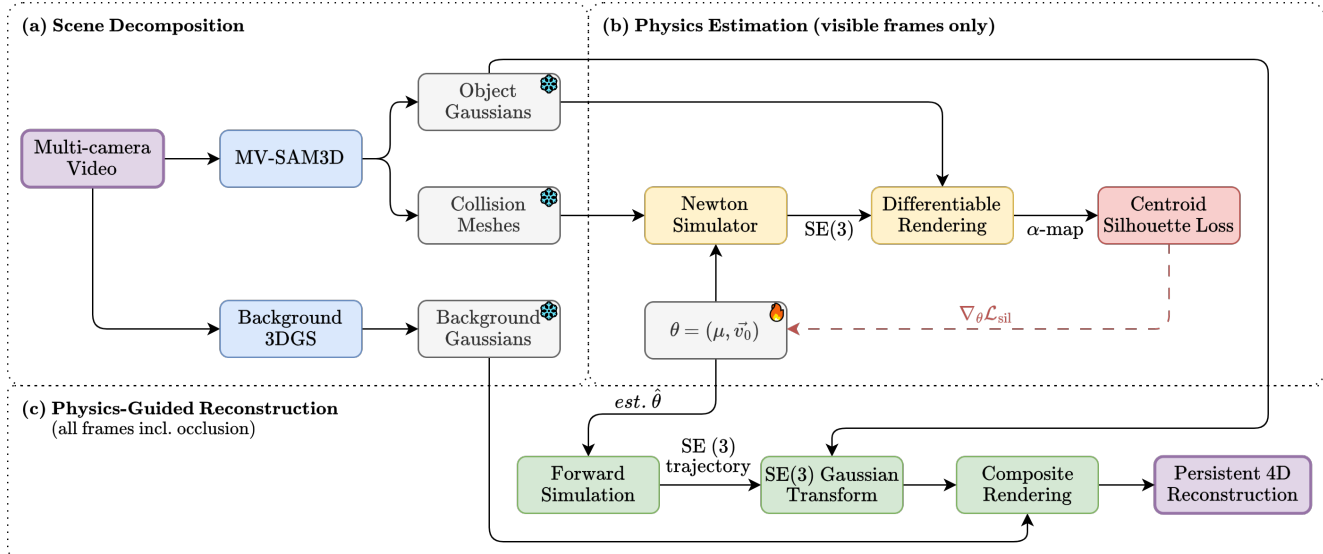 (a) Scene Decomposition
Multi-camera
Video
MV-SAM3D
Object
Gaussians
Collision
Meshes
Background
3DGS
Background
Gaussians
(b) Physics Estimation (visible frames only)
Newton
Simulator
SE(3)
Differentiable
Rendering
α-map
Centroid
Silhouette Loss
θ = (μ, v⃗₀)
∇_θ ℒ_sil
(c) Physics-Guided Reconstruction
(all frames incl. occlusion)
est. θ̂
Forward
Simulation
SE (3)
trajectory
SE(3) Gaussian
Transform
Composite
Rendering
Persistent 4D
Reconstruction